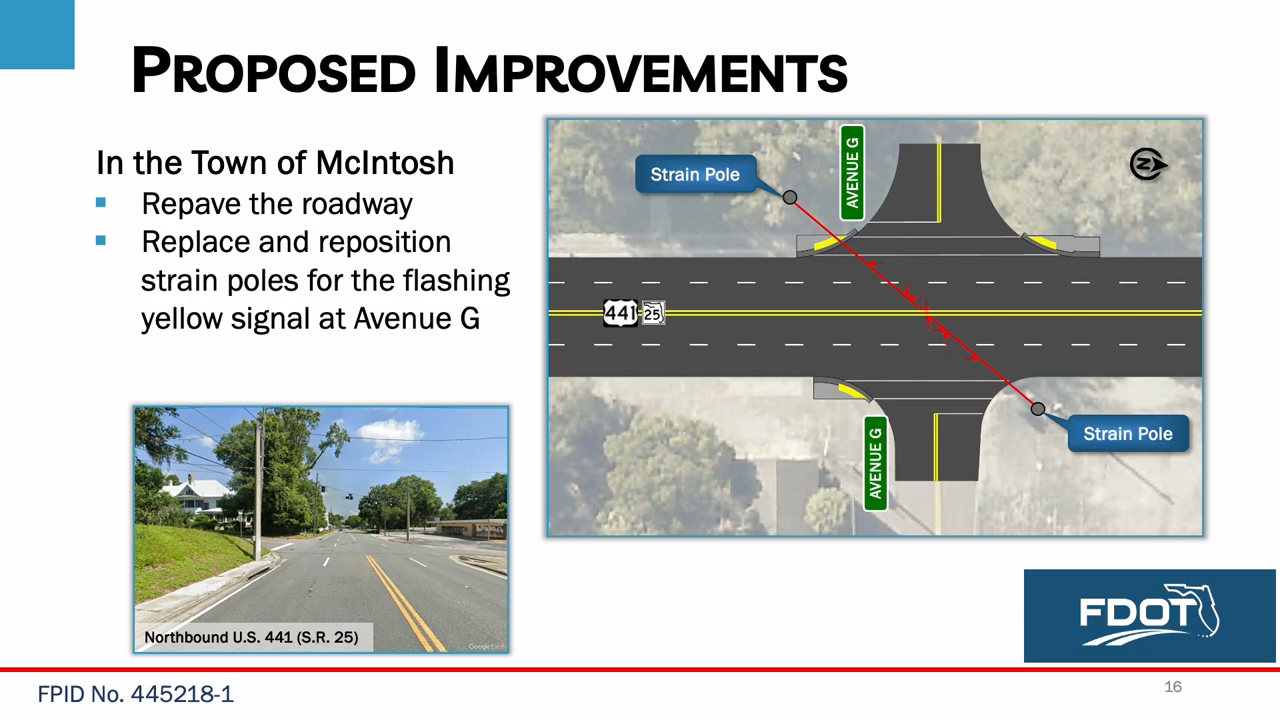 PROPOSED IMPROVEMENTS
In the Town of McIntosh
▪ Repave the roadway
▪ Replace and reposition
strain poles for the flashing
yellow signal at Avenue G
Strain Pole
AVENUE G
N
441
25
AVENUE G
Strain Pole
Northbound U.S. 441 (S.R. 25)
Google Earth
FDOT
FPID No. 445218-1
16